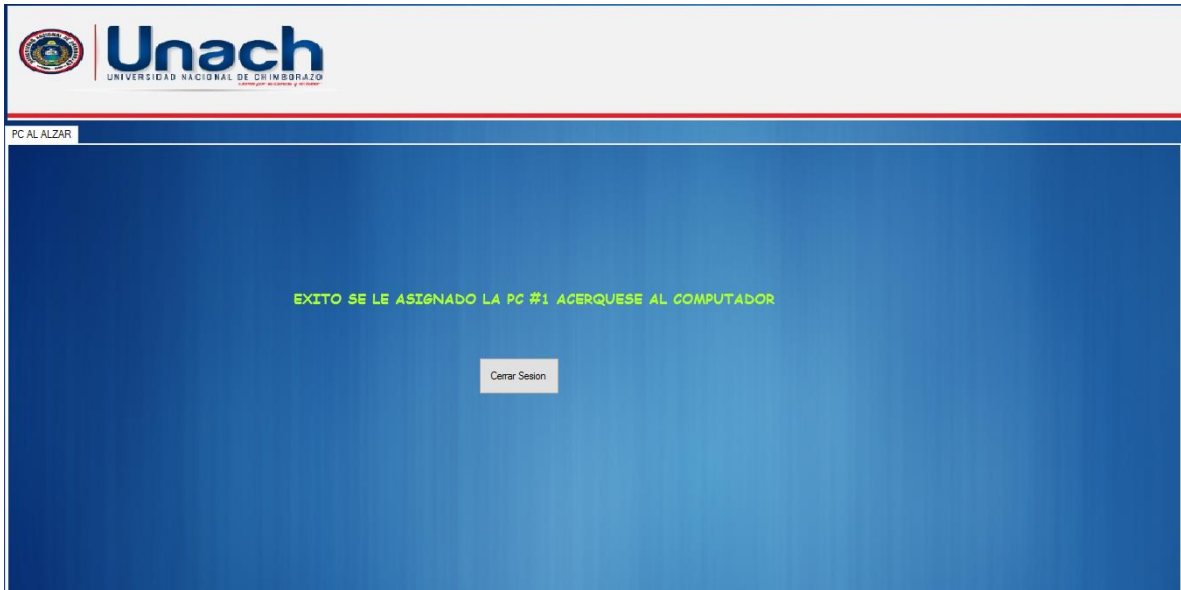 Unach
UNIVERSIDAD NACIONAL DE CHIMBORAZO
PC AL ALZAR
EXITO SE LE ASIGNADO LA PC #1 ACERQUESE AL COMPUTADOR
Cerrar Sesion